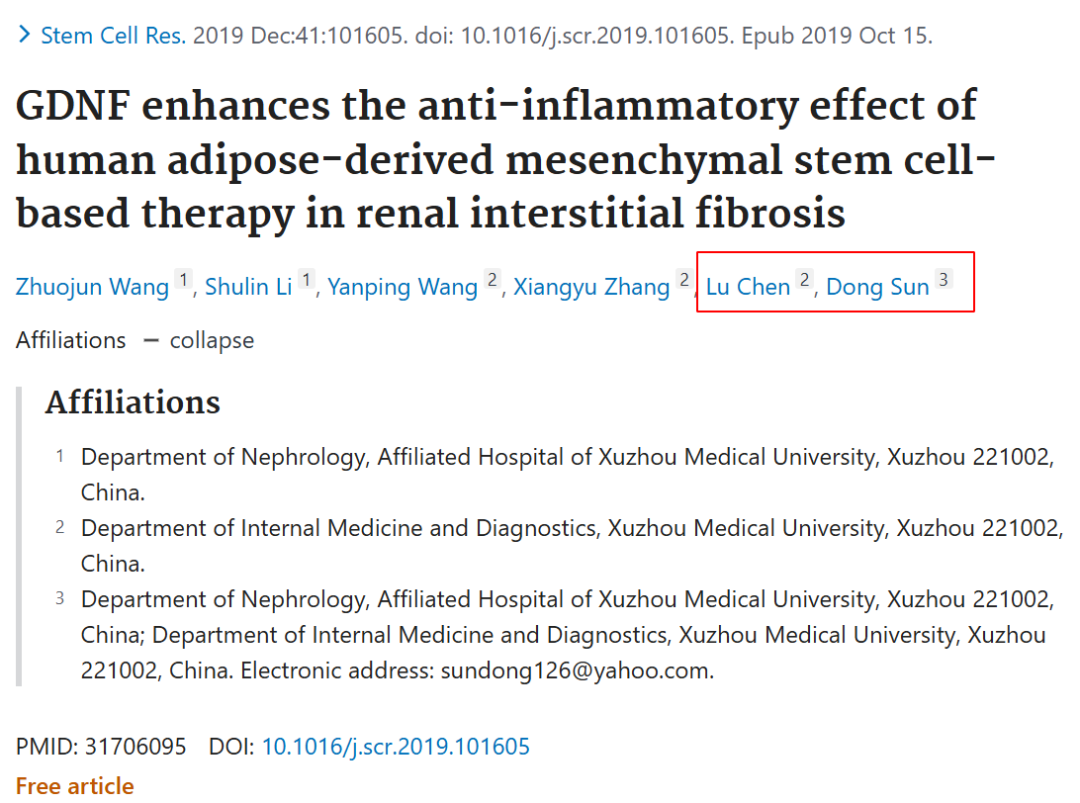 Stem Cell Res. 2019 Dec:41:101605. doi: 10.1016/j.scr.2019.101605. Epub 2019 Oct 15.
GDNF enhances the anti-inflammatory effect of
human adipose-derived mesenchymal stem cell-
based therapy in renal interstitial fibrosis
Zhuojun Wang 1, Shulin Li 1, Yanping Wang 2, Xiangyu Zhang 2, Lu Chen 2, Dong Sun 3
Affiliations — collapse
Affiliations
1 Department of Nephrology, Affiliated Hospital of Xuzhou Medical University, Xuzhou 221002,
China.
2 Department of Internal Medicine and Diagnostics, Xuzhou Medical University, Xuzhou 221002,
China.
3 Department of Nephrology, Affiliated Hospital of Xuzhou Medical University, Xuzhou 221002,
China; Department of Internal Medicine and Diagnostics, Xuzhou Medical University, Xuzhou
221002, China. Electronic address: sundong126@yahoo.com.
PMID: 31706095 DOI: 10.1016/j.scr.2019.101605
Free article